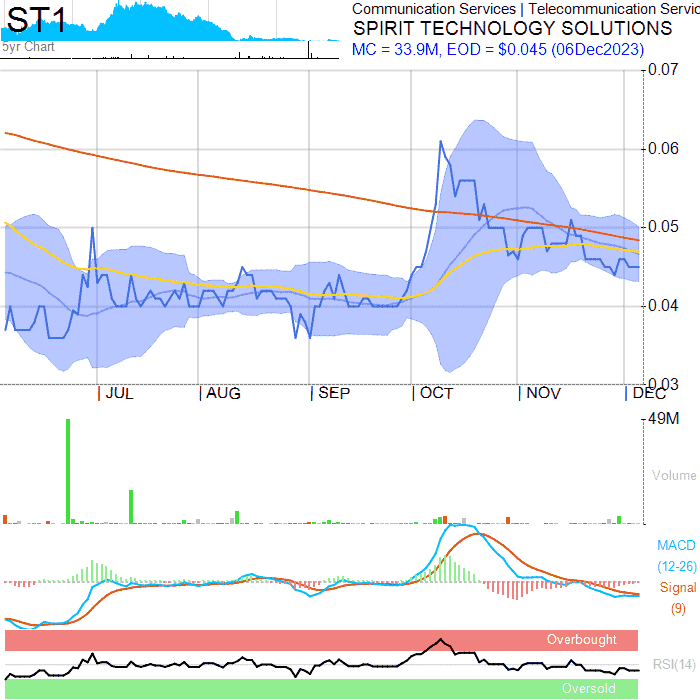 ST1
5yr Chart
Communication Services | Telecommunication Servic
SPIRIT TECHNOLOGY SOLUTIONS
MC = 33.9M, EOD = $0.045 (06Dec2023)
0.07
0.06
0.05
0.04
0.03
| JUL | AUG | SEP | OCT | NOV | DEC
49M
Volume
MACD
(12-26)
Signal
(9)
Overbought
RSI(14)
Oversold